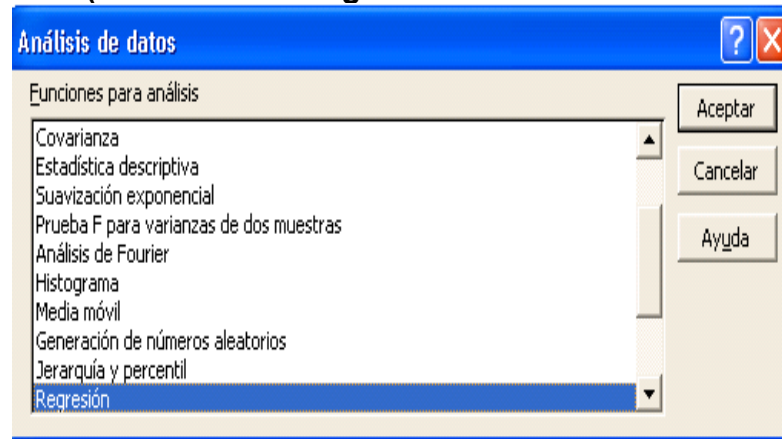 Análisis de datos
Funciones para análisis
Covarianza
Estadística descriptiva
Suavización exponencial
Prueba F para varianzas de dos muestras
Análisis de Fourier
Histograma
Media móvil
Generación de números aleatorios
Jerarquía y percentil
Regresión
Aceptar
Cancelar
Ayuda